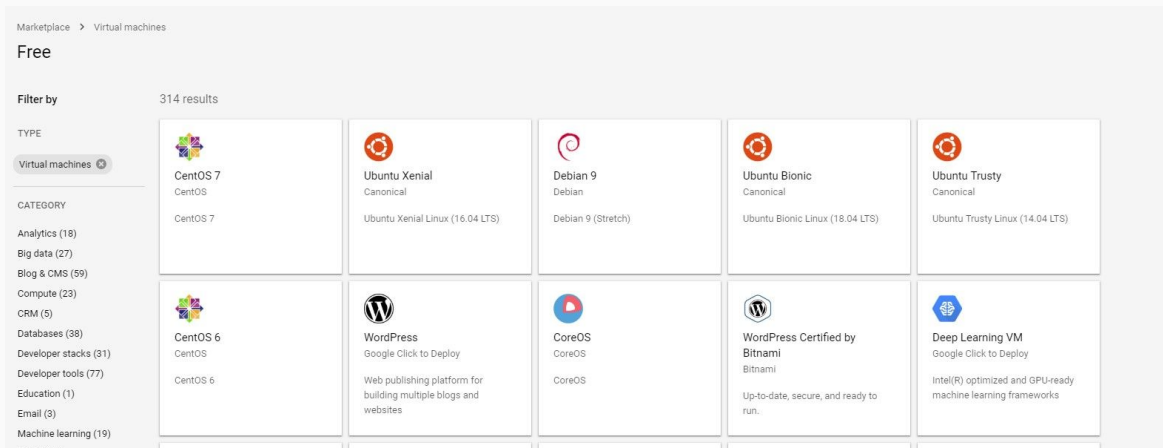 Marketplace > Virtual machines
Free
Filter by
314 results
TYPE
Virtual machines
CATEGORY
Analytics (18)
Big data (27)
Blog & CMS (59)
Compute (23)
CRM (5)
Databases (38)
Developer stacks (31)
Developer tools (77)
Education (1)
Email (3)
Machine learning (19)
CentOS 7
CentOS
CentOS 7
Ubuntu Xenial
Canonical
Ubuntu Xenial Linux (16.04 LTS)
Debian 9
Debian
Debian 9 (Stretch)
Ubuntu Bionic
Canonical
Ubuntu Bionic Linux (18.04 LTS)
Ubuntu Trusty
Canonical
Ubuntu Trusty Linux (14.04 LTS)
CentOS 6
CentOS
CentOS 6
WordPress
Google Click to Deploy
Web publishing platform for
building multiple blogs and
websites
CoreOS
CoreOS
CoreOS
WordPress Certified by
Bitnami
Bitnami
Up-to-date, secure, and ready to
run.
Deep Learning VM
Google Click to Deploy
Intel(R) optimized and GPU-ready
machine learning frameworks